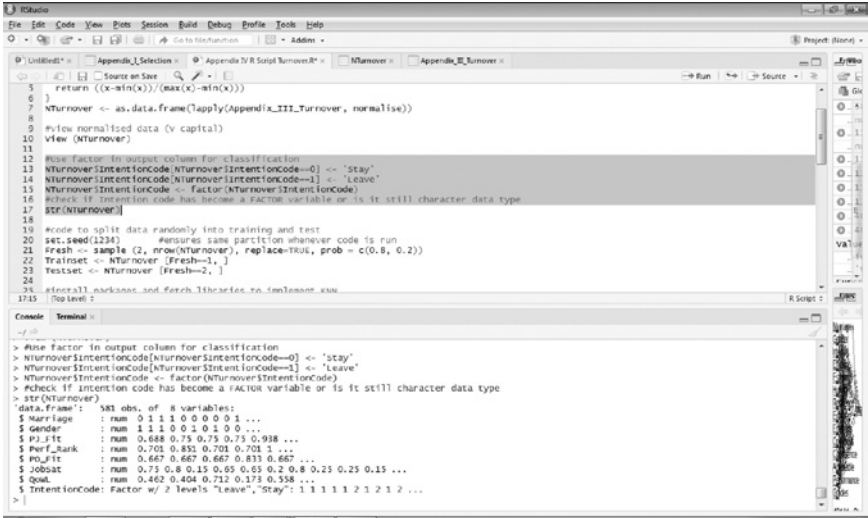 RStudio
File Edit Code View Plots Session Build Debug Profile Tools Help
Go to file/function Addins Project: (None)
Untitled1* Appendix_I_Selection Appendix IV R Script Turnover.R* NTurnover Appendix_III_Turnover
Source on Save Run Source
5 return ((x-min(x))/(max(x)-min(x)))
6 }
7 NTurnover <- as.data.frame(lapply(Appendix_III_Turnover, normalise))
8
9 #view normalised data (V capital)
10 View (NTurnover)
11
12 #Use factor in output column for classification
13 NTurnover$IntentionCode[NTurnover$IntentionCode==0] <- 'Stay'
14 NTurnover$IntentionCode[NTurnover$IntentionCode==1] <- 'Leave'
15 NTurnover$IntentionCode <- factor(NTurnover$IntentionCode)
16 #check if Intention code has become a FACTOR variable or is it still character data type
17 str(NTurnover)
18
19 #code to split data randomly into training and test
20 set.seed(1234) #ensures same partition whenever code is run
21 Fresh <- sample (2, nrow(NTurnover), replace=TRUE, prob = c(0.8, 0.2))
22 Trainset <- NTurnover [Fresh==1, ]
23 Testset <- NTurnover [Fresh==2, ]
24
25 #install packages and fetch libraries to implement KNN
17:15 (Top Level) R Script
Console Terminal
~/
> #Use factor in output column for classification
> NTurnover$IntentionCode[NTurnover$IntentionCode==0] <- 'Stay'
> NTurnover$IntentionCode[NTurnover$IntentionCode==1] <- 'Leave'
> NTurnover$IntentionCode <- factor(NTurnover$IntentionCode)
> #check if Intention code has become a FACTOR variable or is it still character data type
> str(NTurnover)
'data.frame': 581 obs. of 8 variables:
$ Marriage : num 0 1 1 1 0 0 0 0 0 1 ...
$ Gender : num 1 1 1 0 0 1 0 1 0 0 ...
$ PJ_Fit : num 0.688 0.75 0.75 0.75 0.938 ...
$ Perf_Rank : num 0.701 0.851 0.701 0.701 1 ...
$ PO_Fit : num 0.667 0.667 0.667 0.833 0.667 ...
$ JobSat : num 0.75 0.8 0.15 0.65 0.65 0.2 0.8 0.25 0.25 0.15 ...
$ QoWL : num 0.462 0.404 0.712 0.173 0.558 ...
$ IntentionCode: Factor w/ 2 levels "Leave","Stay": 1 1 1 1 1 2 1 2 1 2 ...
>